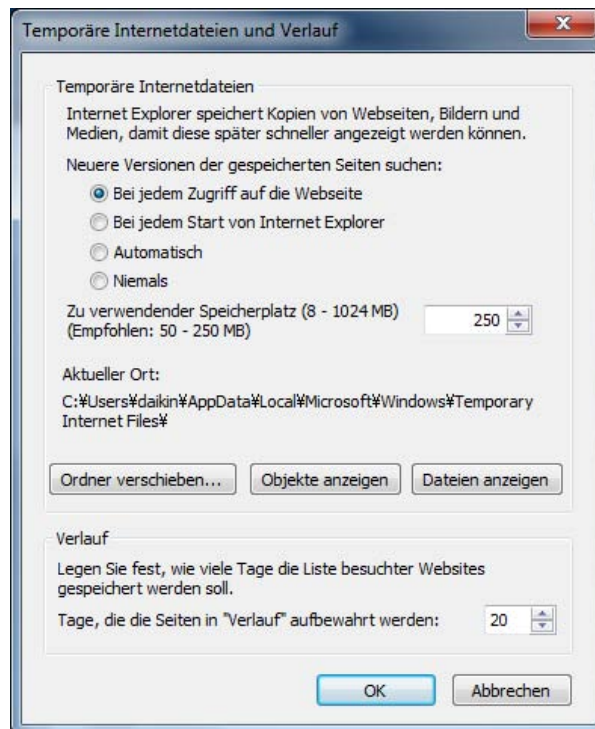 Temporäre Internetdateien und Verlauf
Temporäre Internetdateien
Internet Explorer speichert Kopien von Webseiten, Bildern und
Medien, damit diese später schneller angezeigt werden können.
Neuere Versionen der gespeicherten Seiten suchen:
Bei jedem Zugriff auf die Webseite
Bei jedem Start von Internet Explorer
Automatisch
Niemals
Zu verwendender Speicherplatz (8 - 1024 MB)
(Empfohlen: 50 - 250 MB)
250
Aktueller Ort:
C:¥Users¥daikin¥AppData¥Local¥Microsoft¥Windows¥Temporary
Internet Files¥
Ordner verschieben... Objekte anzeigen Dateien anzeigen
Verlauf
Legen Sie fest, wie viele Tage die Liste besuchter Websites
gespeichert werden soll.
Tage, die die Seiten in "Verlauf" aufbewahrt werden: 20
OK Abbrechen